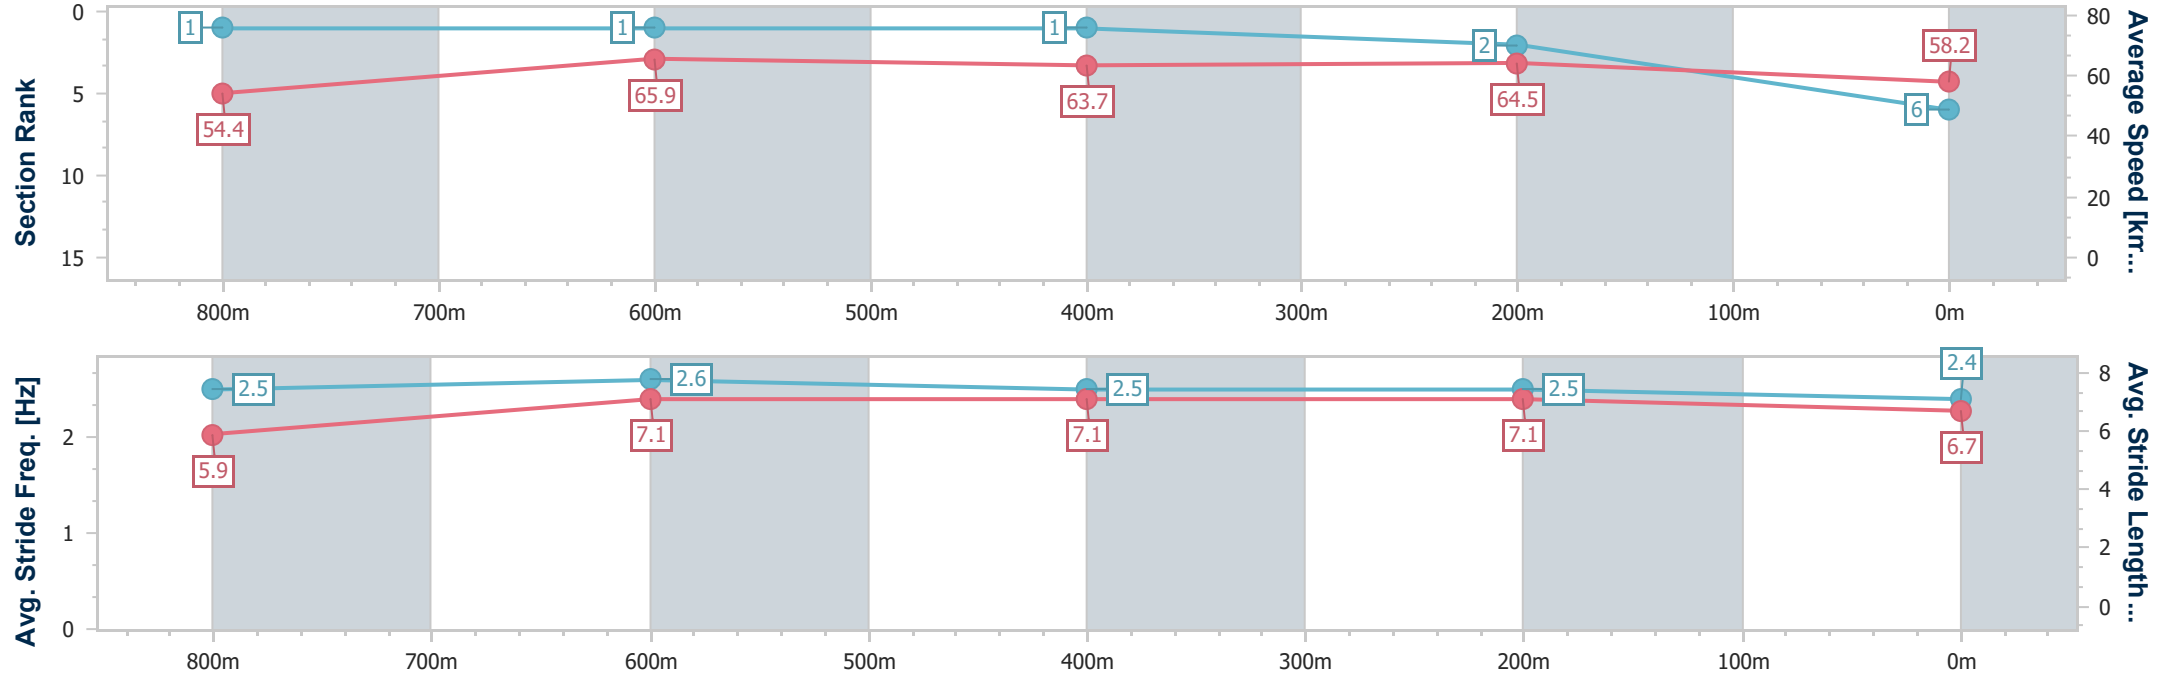 Section Rank
0
5
10
15
1
1
1
2
6
54.4
65.9
63.7
64.5
58.2
80
60
40
20
0
Average Speed [km...
800m
700m
600m
500m
400m
300m
200m
100m
0m
Avg. Stride Freq. [Hz]
2
1
0
2.5
2.6
2.5
2.5
2.4
5.9
7.1
7.1
7.1
6.7
8
6
4
2
0
Avg. Stride Length ...
800m
700m
600m
500m
400m
300m
200m
100m
0m